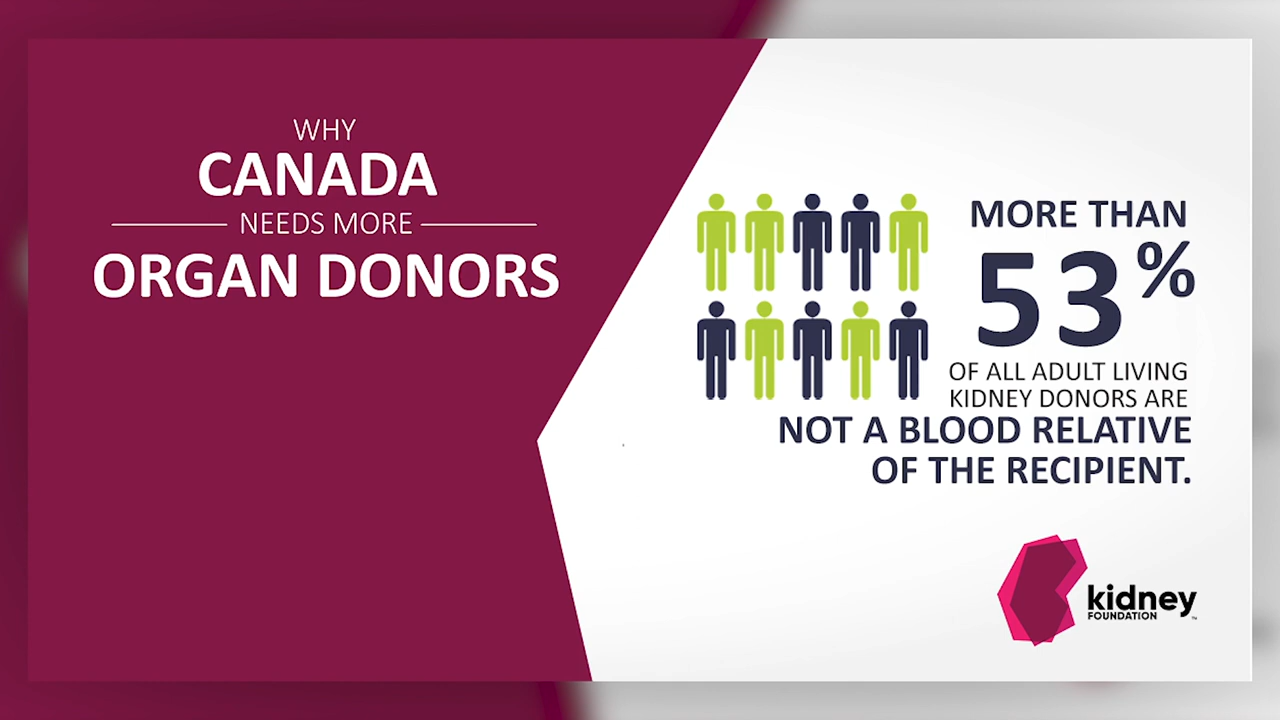 WHY
CANADA
NEEDS MORE
ORGAN DONORS
MORE THAN
53%
OF ALL ADULT LIVING
KIDNEY DONORS ARE
NOT A BLOOD RELATIVE
OF THE RECIPIENT.
kidney
FOUNDATION
™